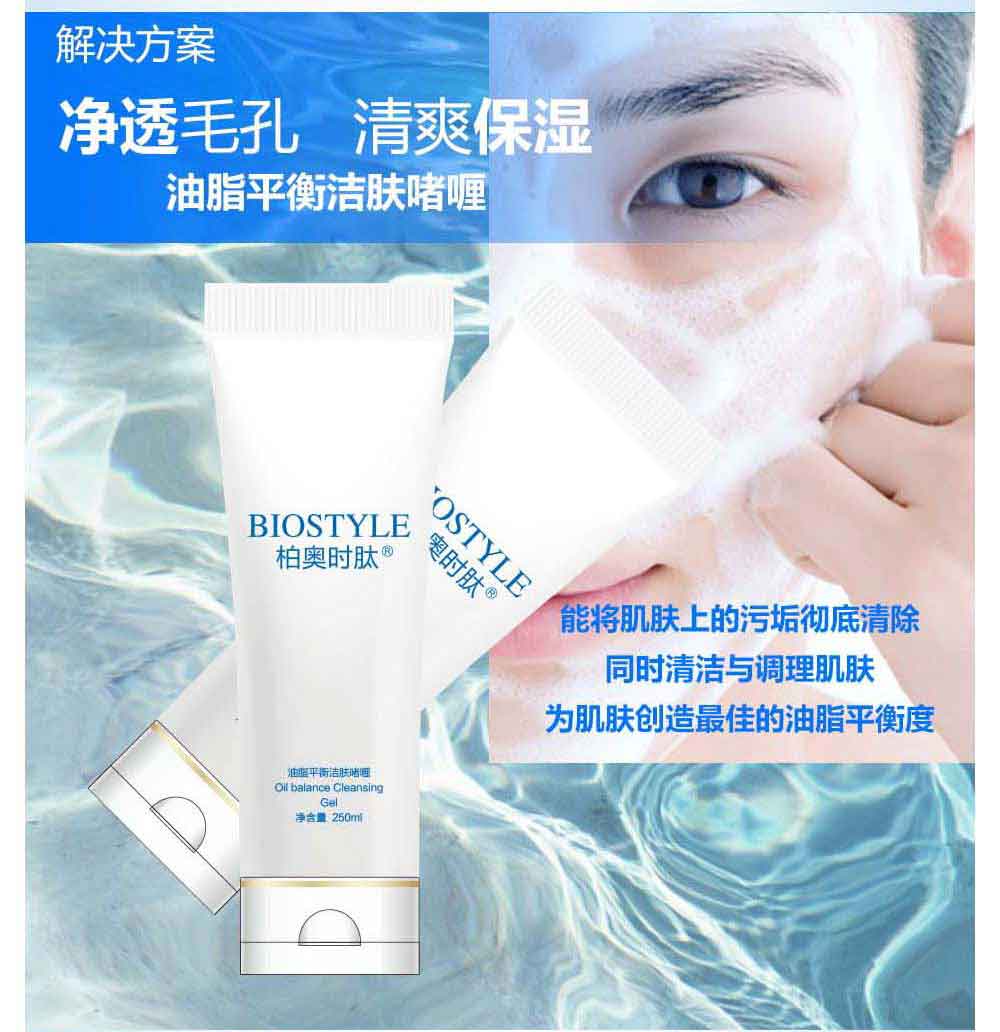 解决方案
净透毛孔 清爽保湿
油脂平衡洁肤啫喱
BIOSTYLE
柏奥时肽®
OSTYLE
奥时肽®
能将肌肤上的污垢彻底清除
同时清洁与调理肌肤
为肌肤创造最佳的油脂平衡度
油脂平衡洁肤啫喱
Oil balance Cleansing
Gel
净含量 250ml